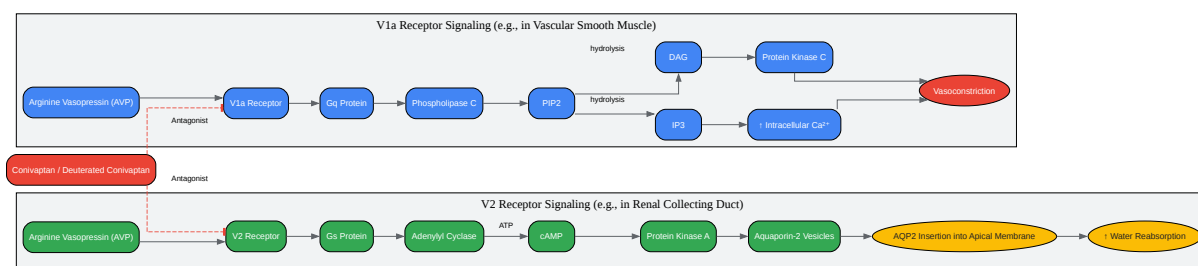 V1a Receptor Signaling (e.g., in Vascular Smooth Muscle)
hydrolysis
DAG
Protein Kinase C
Arginine Vasopressin (AVP)
V1a Receptor
Gq Protein
Phospholipase C
PIP2
hydrolysis
Vasoconstriction
Antagonist
IP3
↑ Intracellular Ca²⁺
Conivaptan / Deuterated Conivaptan
Antagonist
V2 Receptor Signaling (e.g., in Renal Collecting Duct)
Arginine Vasopressin (AVP)
V2 Receptor
Gs Protein
Adenylyl Cyclase
ATP
cAMP
Protein Kinase A
Aquaporin-2 Vesicles
AQP2 Insertion into Apical Membrane
↑ Water Reabsorption